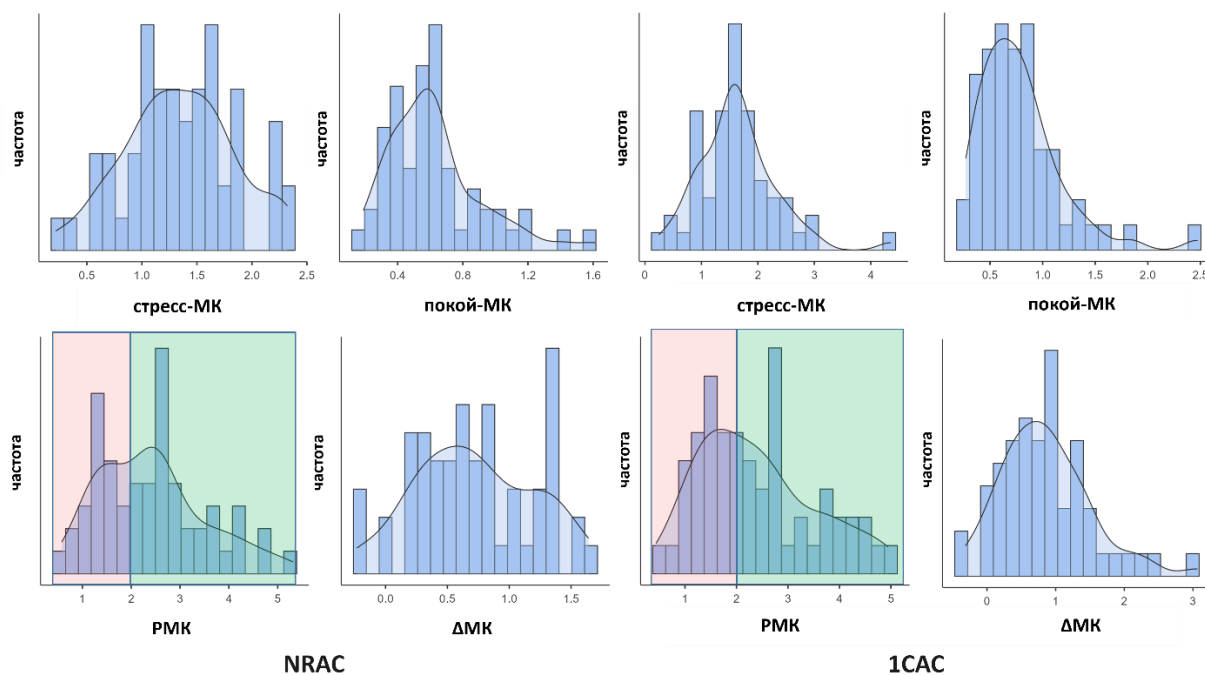 частота
0.5 1.0 1.5 2.0 2.5
стресс-МК
частота
0.4 0.8 1.2 1.6
покой-МК
частота
0 1 2 3 4
стресс-МК
частота
0.5 1.0 1.5 2.0 2.5
покой-МК
частота
1 2 3 4 5
РМК
частота
0.0 0.5 1.0 1.5
ΔМК
частота
1 2 3 4 5
РМК
частота
0 1 2 3
ΔМК
NRAC
1CAC